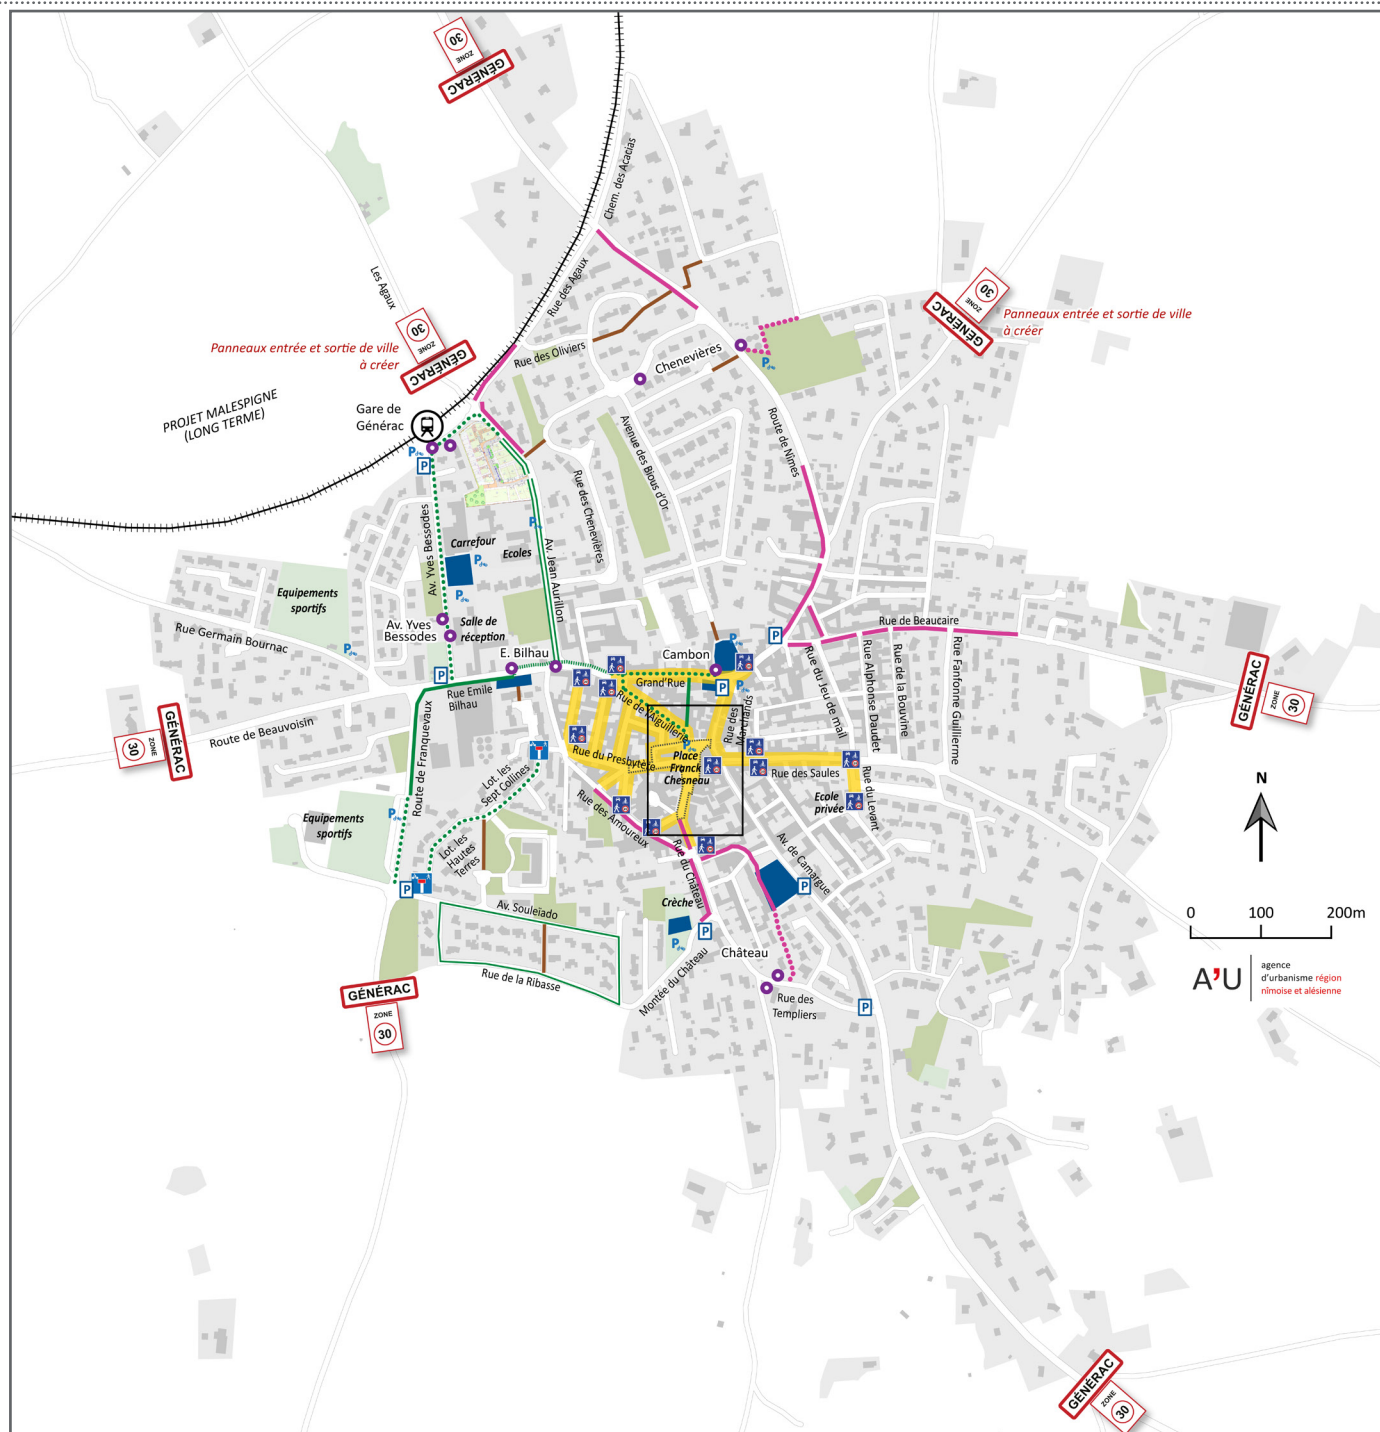 ZONE
30
GÉNÉRAC
Chem. des Acacias
Les Agaux
Rue des Agaux
ZONE
30
GÉNÉRAC
Panneaux entrée et sortie de ville
à créer
ZONE
30
GÉNÉRAC
Panneaux entrée et sortie de ville
à créer
Rue des Oliviers
Chenevières
P
PROJET MALESPIGNE
(LONG TERME)
Gare de
Générac
P
P
Avenue des Bious d'Or
Route de Nîmes
Rue des Chenevières
Av. Yves Bessodes
Carrefour
Ecoles
P
P
P
Av. Jean Aurillon
Equipements
sportifs
Rue Germain Bournac
P
Av. Yves
Bessodes
Salle de
réception
E. Bilhau
Cambon
P
P
Rue de Beaucaire
P
Rue Emile
Bilhau
Grand'Rue
P
P
Rue de l'Aiguillerie
Rue des
Marchands
Rue du Jeu de mail
Rue Alphonse Daudet
Rue de la Bouvine
Rue Fanfonne Guillierme
GÉNÉRAC
ZONE
30
GÉNÉRAC
ZONE
30
Route de Beauvoisin
Route de Franquevaux
Rue du Presbytère
P
Place
Franck
Chesneau
Rue des Saules
Ecole
privée
Rue du Levant
Lot. les
Sept Collines
Rue des Amoureux
Equipements
sportifs
P
Lot. les
Hautes
Terres
Rue du Château
Av. de Camargue
P
P
Av. Souleïado
Crèche
P
P
Château
Rue de la Ribasse
Montée du Château
Rue des
Templiers
P
GÉNÉRAC
ZONE
30
N
0 100 200m
A'U
agence
d'urbanisme région
nîmoise et alésienne
GÉNÉRAC
ZONE
30